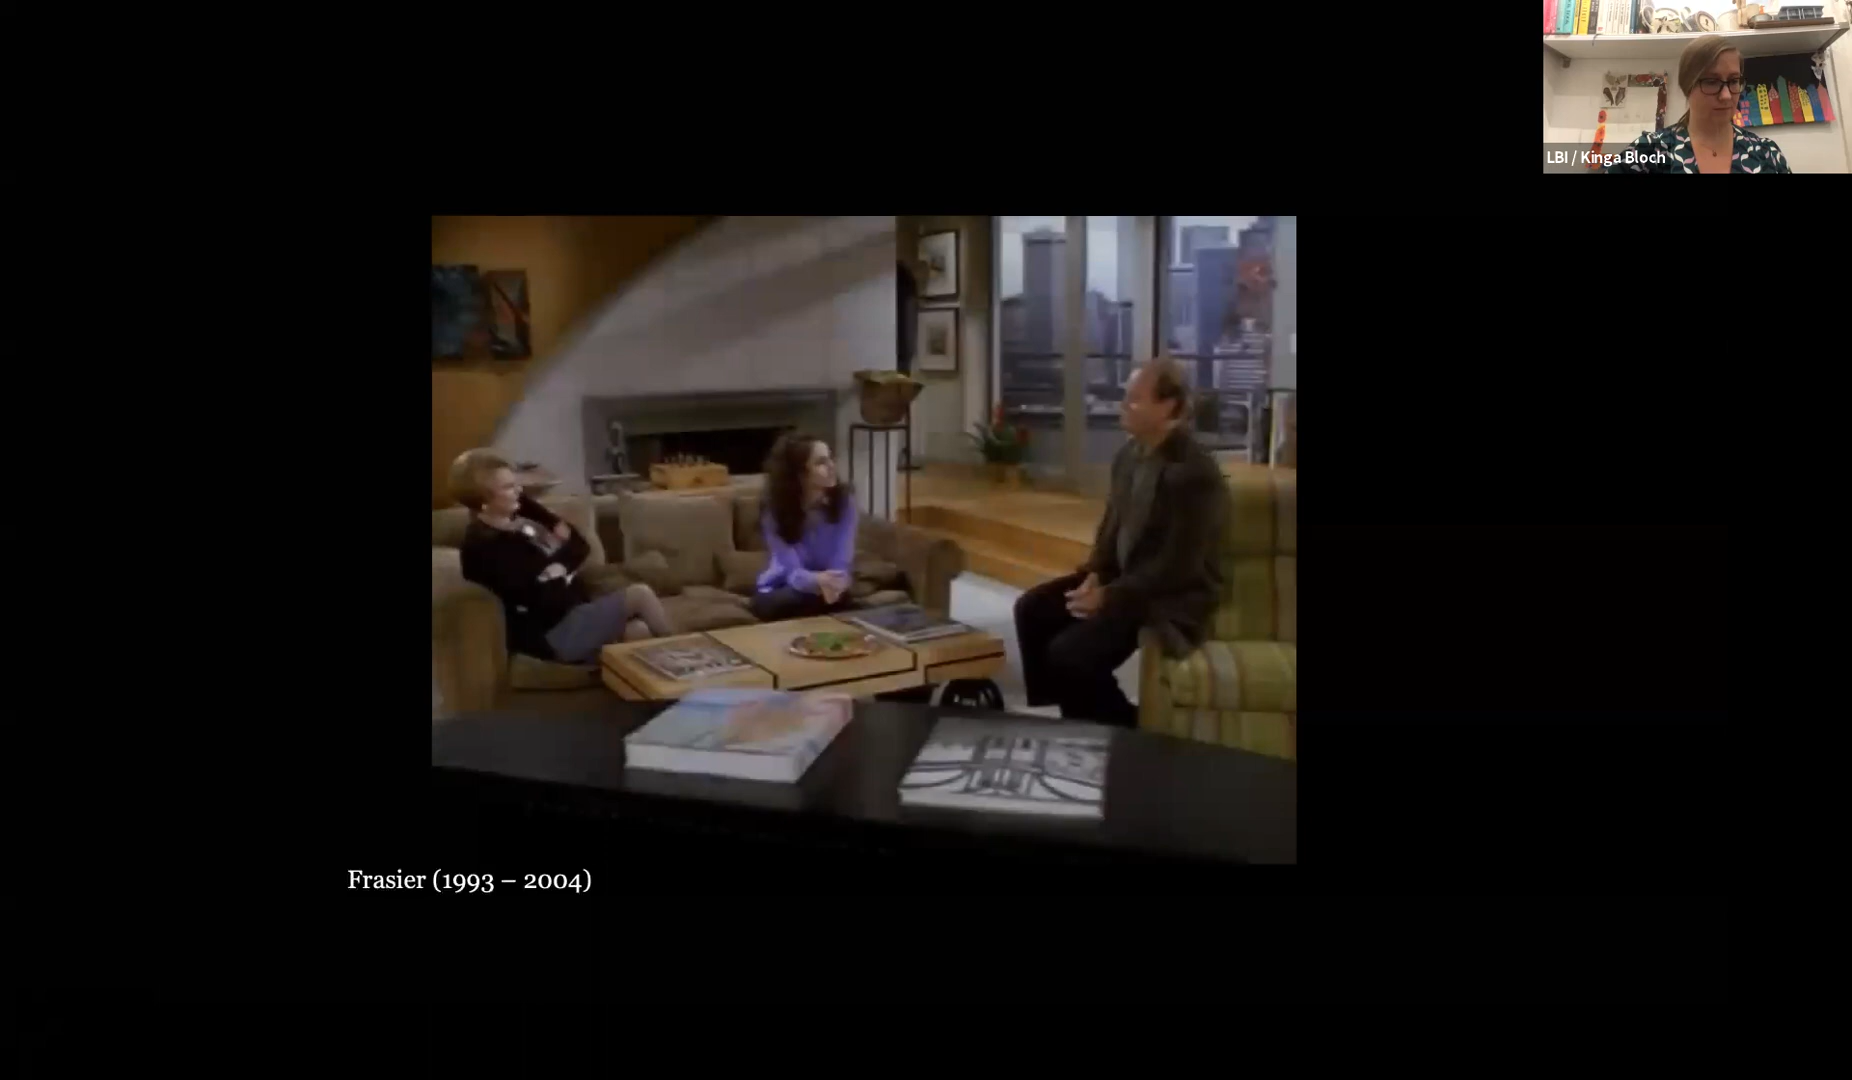 LBI / Kinga Bloch
Frasier (1993 – 2004)